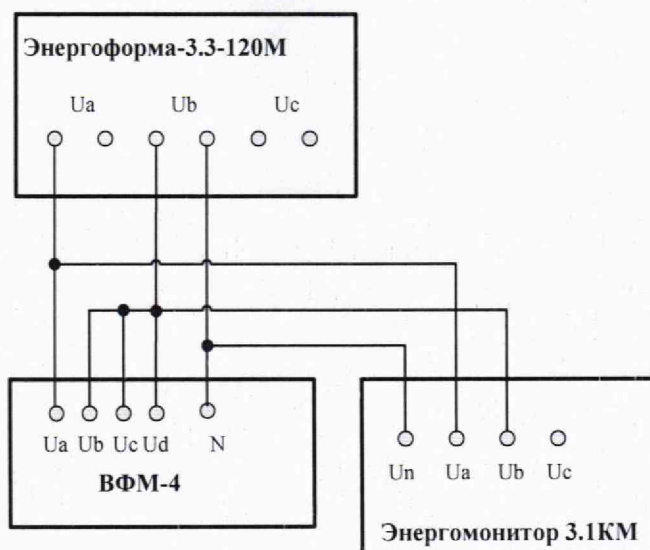 Энергоформа-3.3-120М
Ua Ub Uc
Ua Ub Uc Ud N
ВФМ-4
Un Ua Ub Uc
Энергомонитор 3.1КМ